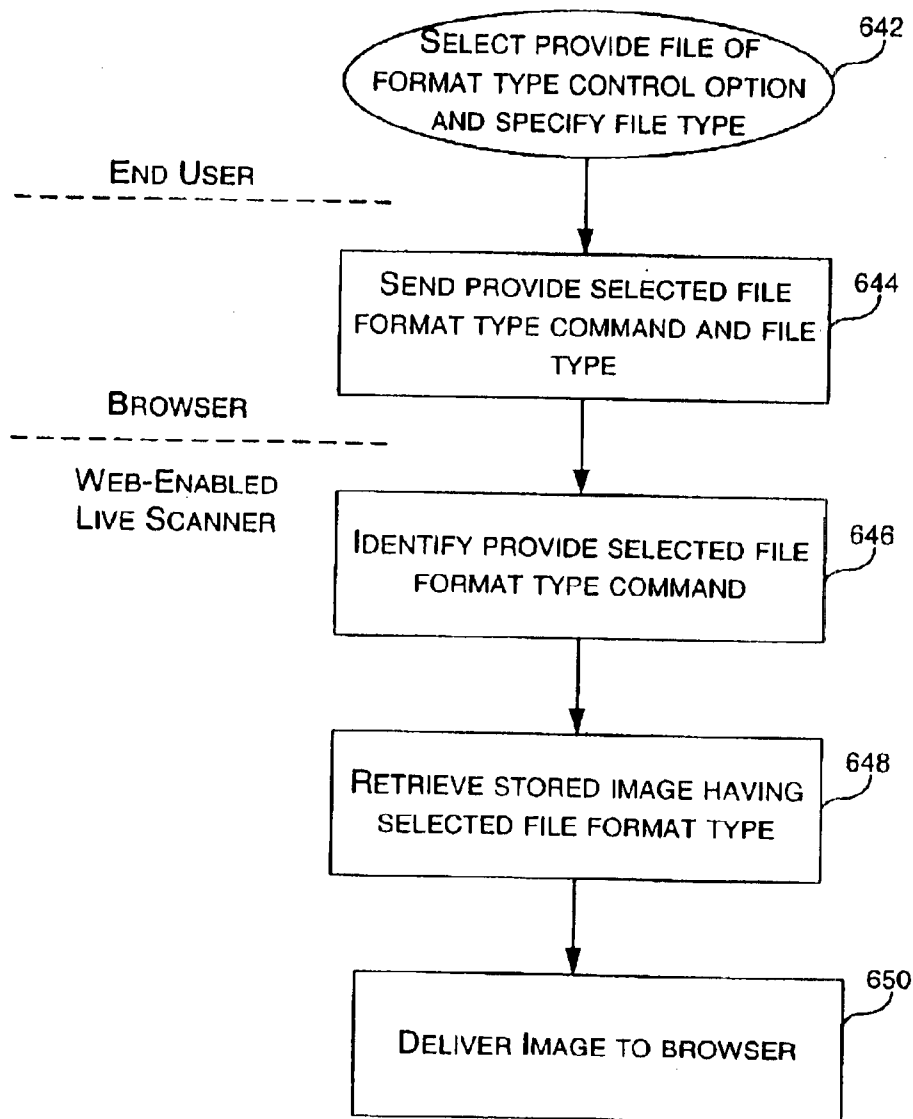 642
SELECT PROVIDE FILE OF
FORMAT TYPE CONTROL OPTION
AND SPECIFY FILE TYPE
END USER
644
SEND PROVIDE SELECTED FILE
FORMAT TYPE COMMAND AND FILE
TYPE
BROWSER
WEB-ENABLED
LIVE SCANNER
646
IDENTIFY PROVIDE SELECTED FILE
FORMAT TYPE COMMAND
648
RETRIEVE STORED IMAGE HAVING
SELECTED FILE FORMAT TYPE
650
DELIVER IMAGE TO BROWSER